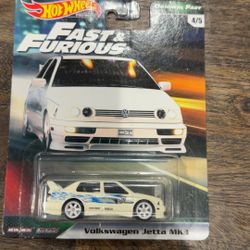 Hot Wheels
Original Fast
4/5
FAST & FURIOUS
Volkswagen Jetta MK3